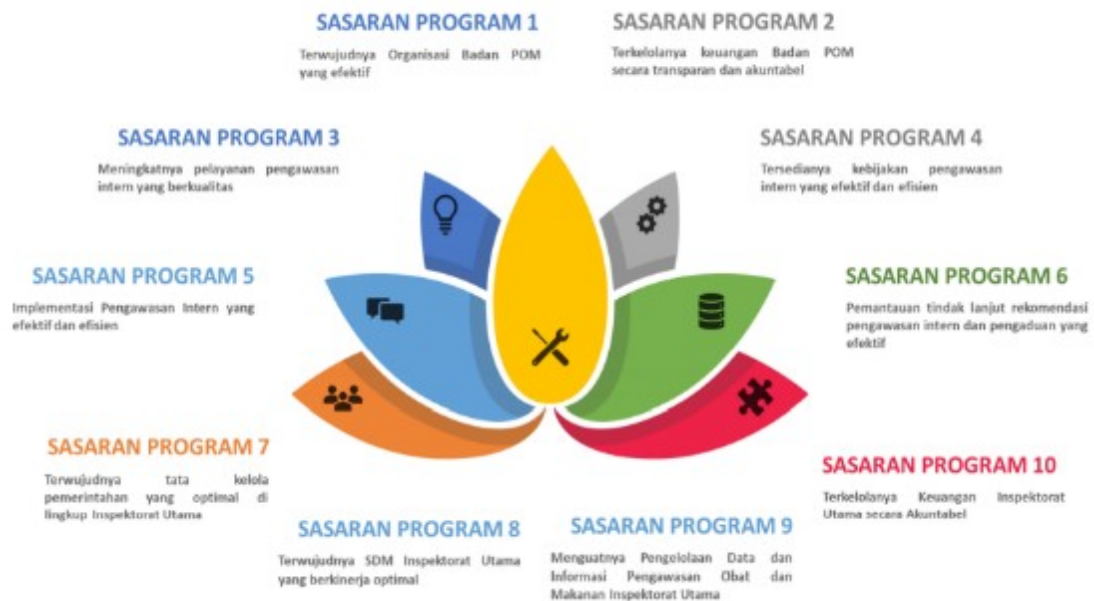 SASARAN PROGRAM 1
Terwujudnya Organisasi Badan POM
yang efektif
SASARAN PROGRAM 2
Terkelolanya keuangan Badan POM
secara transparan dan akuntabel
SASARAN PROGRAM 3
Meningkatnya pelayanan pengawasan
intern yang berkualitas
SASARAN PROGRAM 4
Tersedianya kebijakan pengawasan
intern yang efektif dan efisien
SASARAN PROGRAM 5
Implementasi Pengawasan Intern yang
efektif dan efisien
SASARAN PROGRAM 6
Pemantauan tindak lanjut rekomendasi
pengawasan intern dan pengaduan yang
efektif
SASARAN PROGRAM 7
Terwujudnya tata kelola
pemerintahan yang optimal di
lingkup Inspektorat Utama
SASARAN PROGRAM 8
Terwujudnya SDM Inspektorat Utama
yang berkinerja optimal
SASARAN PROGRAM 9
Menguatnya Pengelolaan Data dan
Informasi Pengawasan Obat dan
Makanan Inspektorat Utama
SASARAN PROGRAM 10
Terkelolanya Keuangan Inspektorat
Utama secara Akuntabel